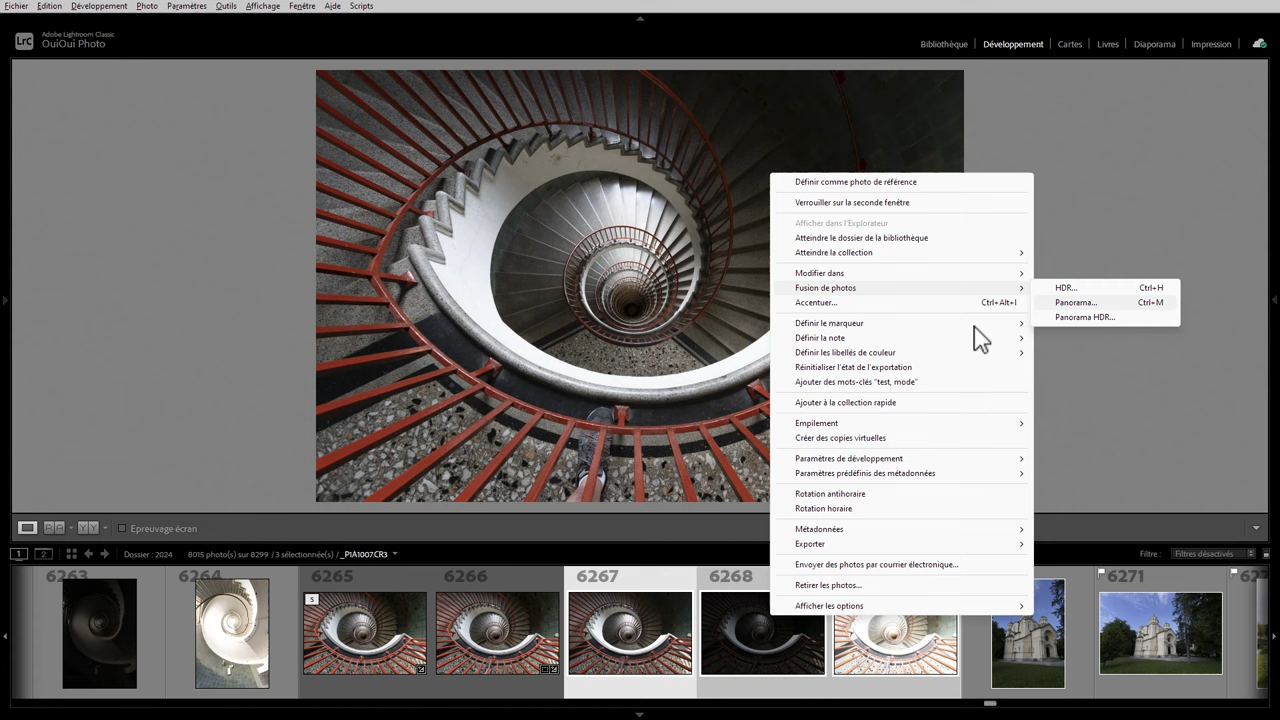 Fichier Edition Développement Photo Paramètres Outils Affichage Fenêtre Aide Scripts
Lrc
Adobe Lightroom Classic
OuiOui Photo
Bibliothèque | Développement | Cartes | Livres | Diaporama | Impression |
Définir comme photo de référence
Verrouiller sur la seconde fenêtre
Afficher dans l'Explorateur
Atteindre le dossier de la bibliothèque
Atteindre la collection
Modifier dans
Fusion de photos
Accentuer... Ctrl+Alt+I
HDR... Ctrl+H
Panorama... Ctrl+M
Panorama HDR...
Définir le marqueur
Définir la note
Définir les libellés de couleur
Réinitialiser l'état de l'exportation
Ajouter des mots-clés "test, mode"
Ajouter à la collection rapide
Empilement
Créer des copies virtuelles
Paramètres de développement
Paramètres prédéfinis des métadonnées
Rotation antihoraire
Rotation horaire
Métadonnées
Exporter
Envoyer des photos par courrier électronique...
Retirer les photos...
Afficher les options
R A Y Y Epreuvage écran
1 2 Dossier : 2024 8015 photo(s) sur 8299 / 3 sélectionnée(s) / _P1A1007.CR3
Filtre : Filtres désactivés
6263 6264 6265 6266 6267 6268 6271
5